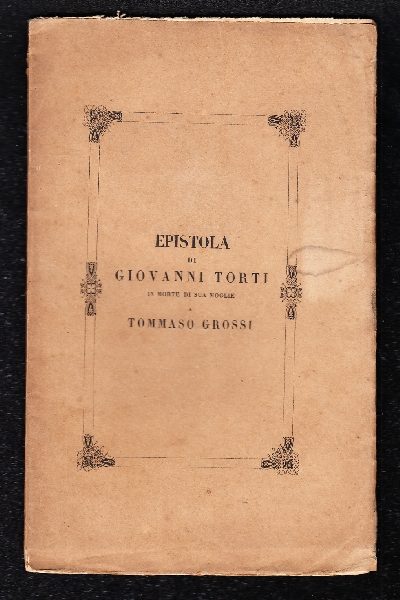 EPISTOLA
DI
GIOVANNI TORTI
IN MORTE DI SUA MOGLIE
A
TOMMASO GROSSI